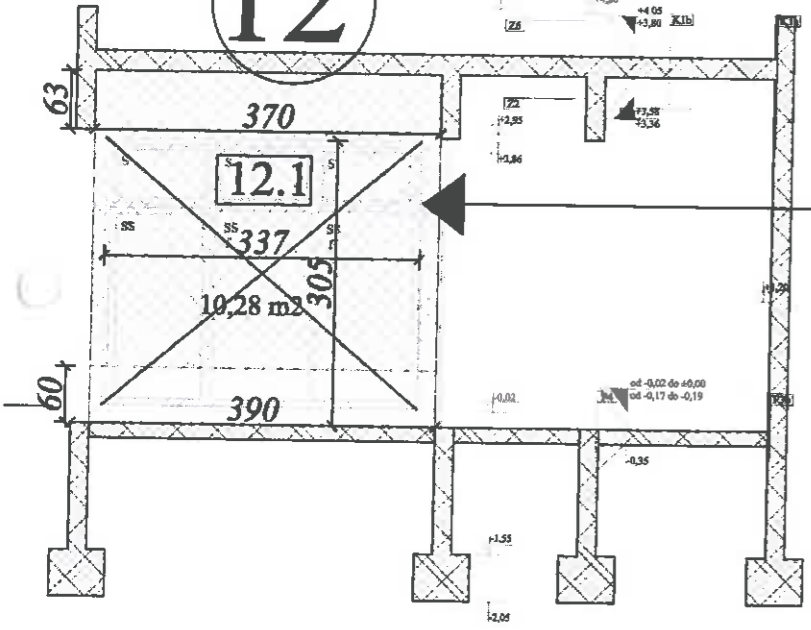 12
Z6
+4,05
+3,80
K1b
63
370
Z2
+2,95
+3,58
+3,36
+2,86
S
S
S
12.1
SS
SS
SS
337
305
10,28 m2
60
390
-0,02
od -0,02 do ±0,00
od -0,17 do -0,19
-0,35
-1,55
-2,05